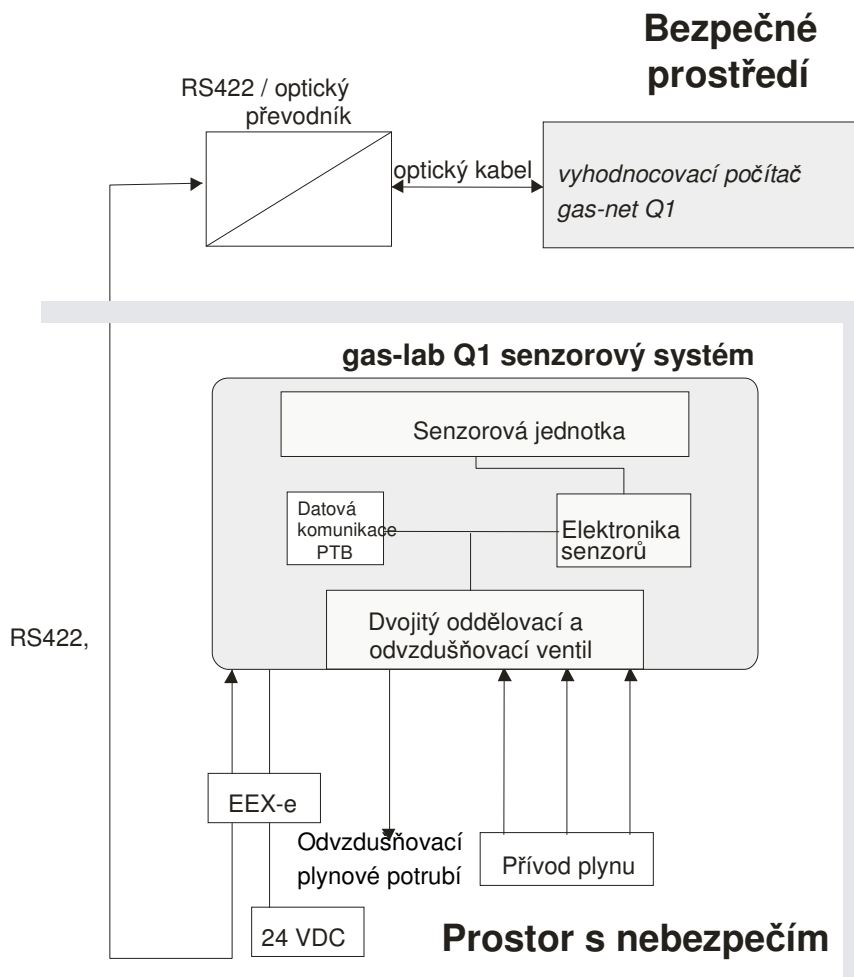 Bezpečné
prostředí
RS422 / optický
převodník
optický kabel
vyhodnocovací počítač
gas-net Q1
gas-lab Q1 senzorový systém
Senzorová jednotka
Datová
komunikace
PTB
Elektronika
senzorů
Dvojitý oddělovací a
odvzdušňovací ventil
RS422,
EEX-e
Odvzdušňovací
plynové potrubí
Přívod plynu
24 VDC
Prostor s nebezpečím